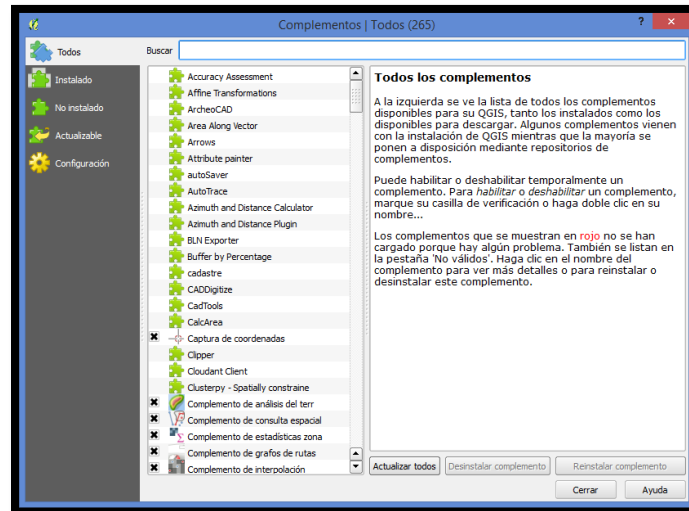 Complementos | Todos (265)
?
Todos
Instalado
No instalado
Actualizable
Configuración
Buscar
Accuracy Assessment
Affine Transformations
ArcheoCAD
Area Along Vector
Arrows
Attribute painter
autoSaver
AutoTrace
Azimuth and Distance Calculator
Azimuth and Distance Plugin
BLN Exporter
Buffer by Percentage
cadastre
CADDigitize
CadTools
CalcArea
Captura de coordenadas
Clipper
Cloudant Client
Clusterpy - Spatially constraine
Complemento de análisis del terr
Complemento de consulta espacial
Complemento de estadísticas zona
Complemento de grafos de rutas
Complemento de interpolación
Todos los complementos
A la izquierda se ve la lista de todos los complementos
disponibles para su QGIS, tanto los instalados como los
disponibles para descargar. Algunos complementos vienen
con la instalación de QGIS mientras que la mayoría se
ponen a disposición mediante repositorios de
complementos.
Puede habilitar o deshabilitar temporalmente un
complemento. Para habilitar o deshabilitar un complemento,
marque su casilla de verificación o haga doble clic en su
nombre...
Los complementos que se muestran en rojo no se han
cargado porque hay algún problema. También se listan en
la pestaña 'No válidos'. Haga clic en el nombre del
complemento para ver más detalles o para reinstalar o
desinstalar este complemento.
Actualizar todos
Desinstalar complemento
Reinstalar complemento
Cerrar
Ayuda